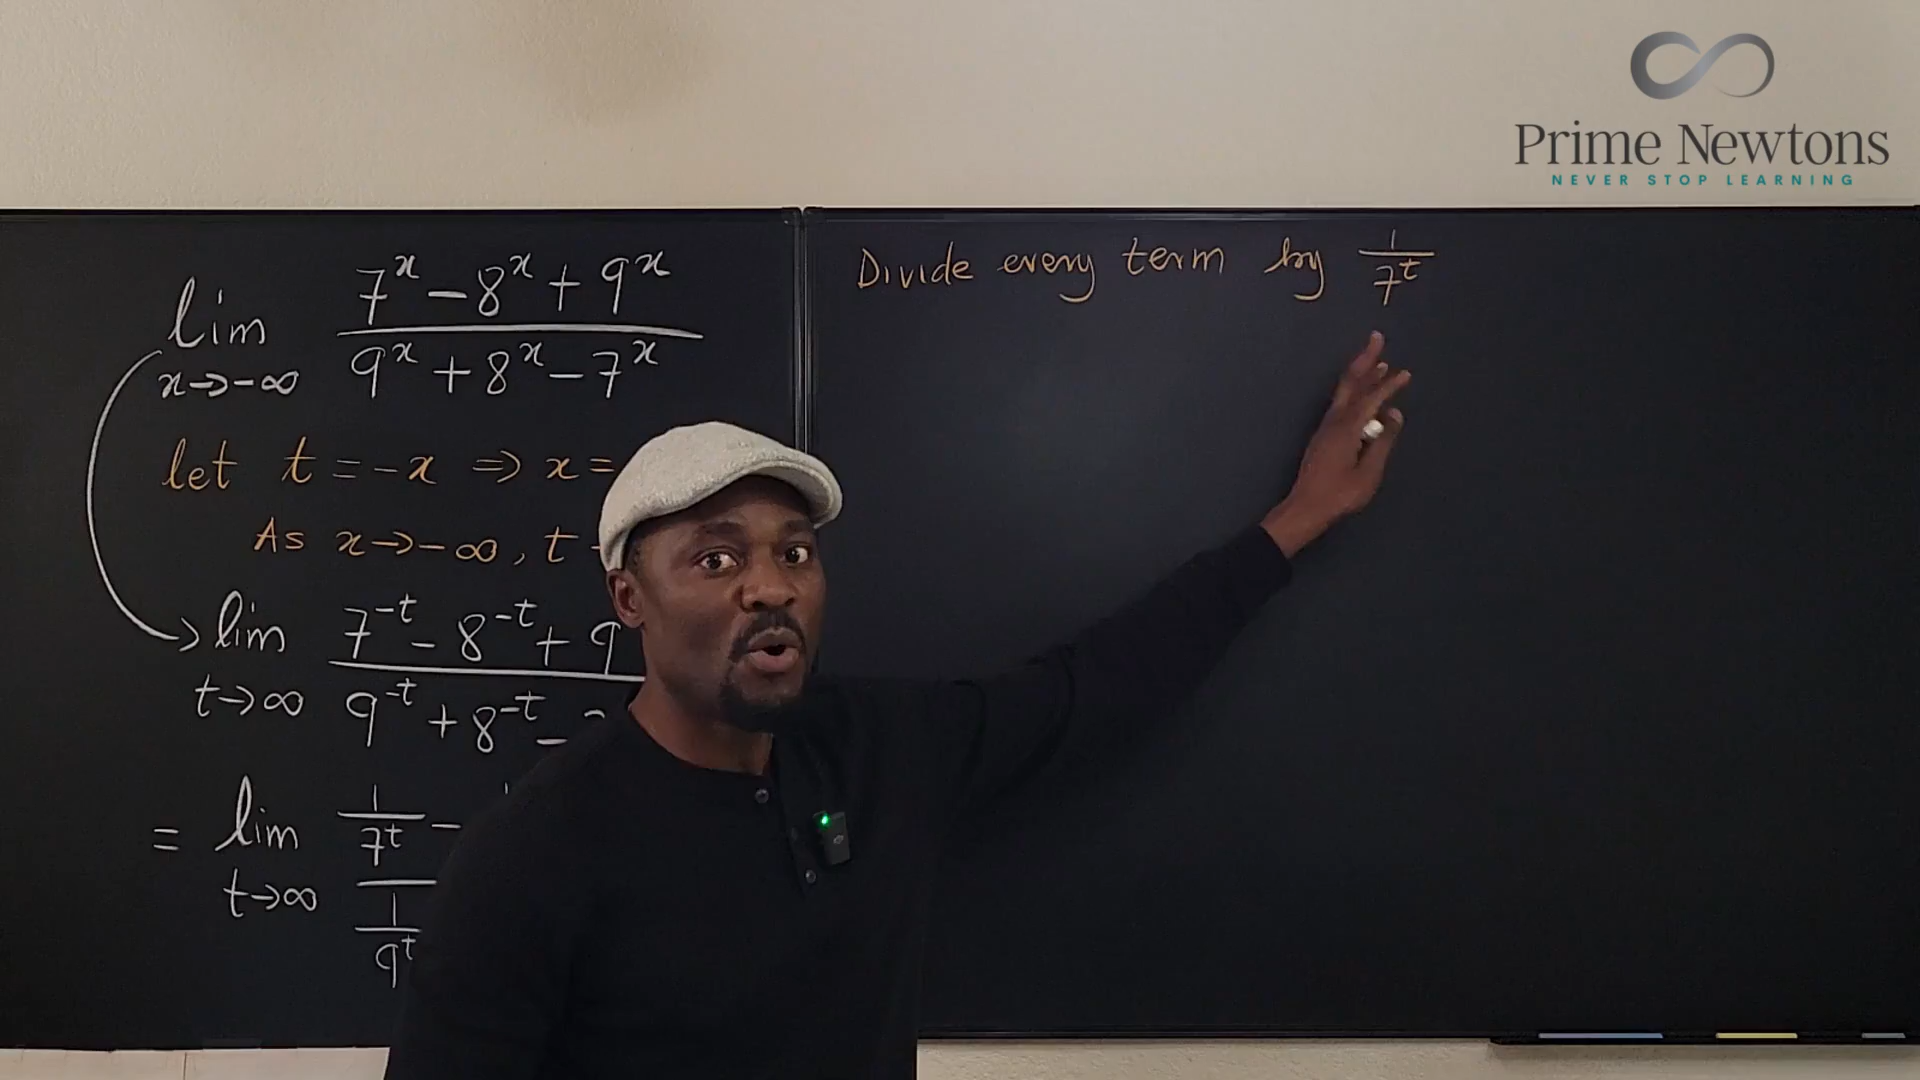 Prime Newtons
NEVER STOP LEARNING
lim x→-∞ (7^x - 8^x + 9^x) / (9^x + 8^x - 7^x)
let t = -x ⇒ x =
As x→-∞, t
lim t→∞ (7^-t - 8^-t + 9) / (9^-t + 8^-t -
= lim t→∞ (1/7^t - / (1/9^t
Divide every term by 1/7^t